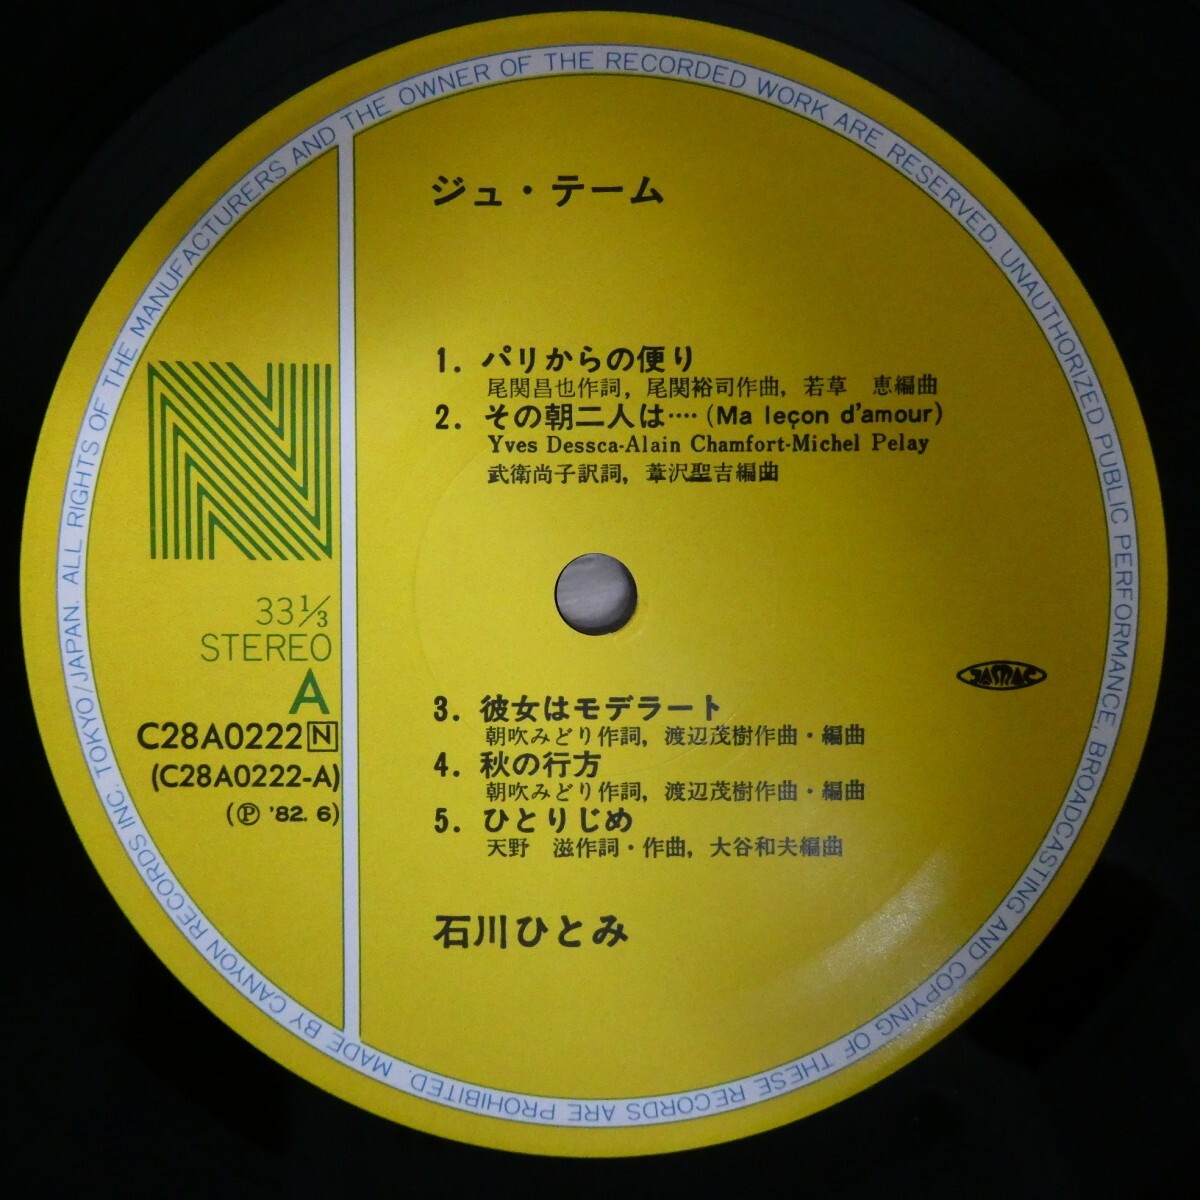 ALL RIGHTS OF THE MANUFACTURERS AND THE OWNER OF THE RECORDED WORK ARE RESERVED. UNAUTHORIZED PUBLIC PERFORMANCE, BROADCASTING AND COPYING OF THESE RECORDS ARE PROHIBITED. MADE BY CANYON RECORDS INC. TOKYO/JAPAN.
ジュ・テーム
1. パリからの便り
尾関昌也作詞, 尾関裕司作曲, 若草 恵編曲
2. その朝二人は‥‥(Ma leçon d'amour)
Yves Dessca-Alain Chamfort-Michel Pelay
武衛尚子訳詞, 葦沢聖吉編曲
N
33⅓
STEREO
A
C28A0222 N
(C28A0222-A)
(Ⓟ '82. 6)
JASRAC
3. 彼女はモデラート
朝吹みどり作詞, 渡辺茂樹作曲・編曲
4. 秋の行方
朝吹みどり作詞, 渡辺茂樹作曲・編曲
5. ひとりじめ
天野 滋作詞・作曲, 大谷和夫編曲
石川ひとみ